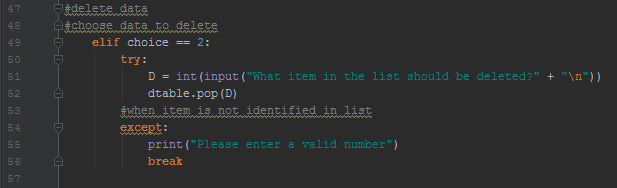 47 #delete data
48 #choose data to delete
49 elif choice == 2:
50 try:
51 D = int(input("What item in the list should be deleted?" + "\n"))
52 dtable.pop(D)
53 #when item is not identified in list
54 except:
55 print("Please enter a valid number")
56 break
57